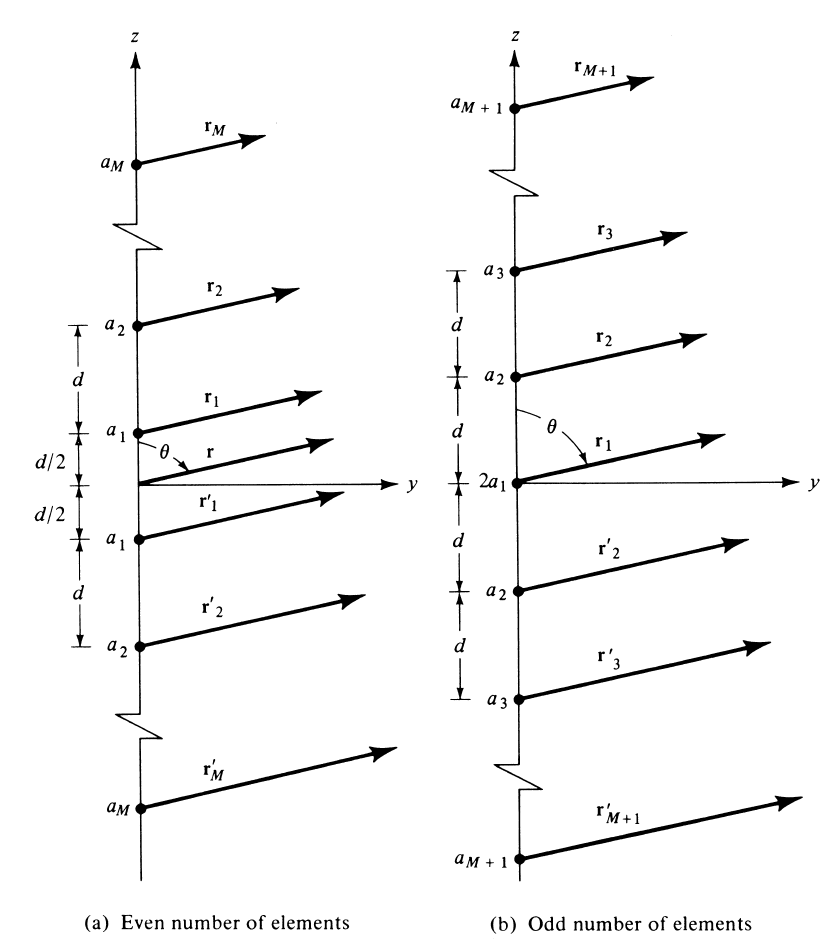 z
r_M
a_M
r_2
a_2
d
r_1
a_1
θ
r
d/2
y
d/2
r'_1
a_1
d
r'_2
a_2
r'_M
a_M
(a) Even number of elements
z
r_{M+1}
a_{M + 1}
r_3
a_3
d
r_2
a_2
d
θ
r_1
2a_1
y
d
r'_2
a_2
d
r'_3
a_3
r'_{M+1}
a_{M + 1}
(b) Odd number of elements